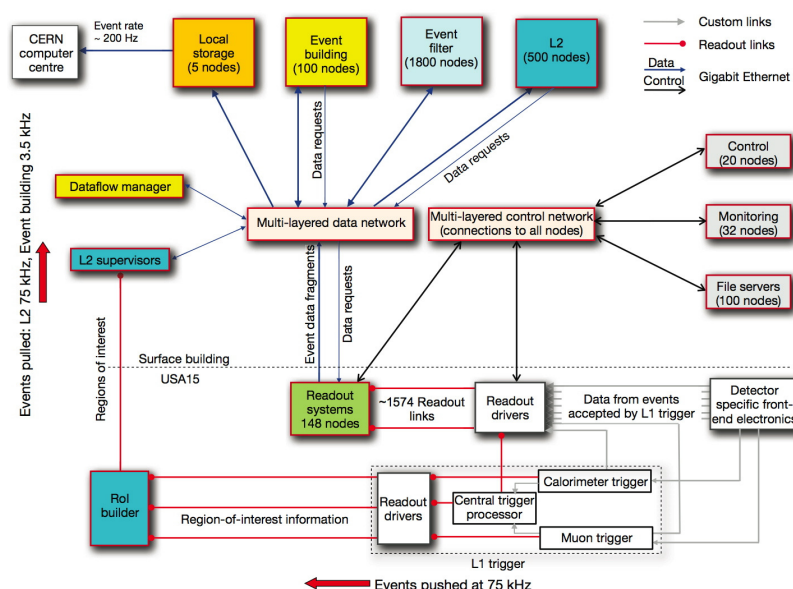 CERN
computer
centre
Event rate
~ 200 Hz
Local
storage
(5 nodes)
Event
building
(100 nodes)
Event
filter
(1800 nodes)
L2
(500 nodes)
Custom links
Readout links
Data
Control
Gigabit Ethernet
Data requests
Data requests
Control
(20 nodes)
Dataflow manager
Multi-layered data network
Multi-layered control network
(connections to all nodes)
Monitoring
(32 nodes)
L2 supervisors
File servers
(100 nodes)
Events pulled: L2 75 kHz, Event building 3.5 kHz
Regions of interest
Event data fragments
Data requests
Surface building
USA15
Readout
systems
148 nodes
~1574 Readout
links
Readout
drivers
Data from events
accepted by L1 trigger
Detector
specific front-
end electronics
RoI
builder
Region-of-interest information
Readout
drivers
Calorimeter trigger
Central trigger
processor
Muon trigger
L1 trigger
Events pushed at 75 kHz